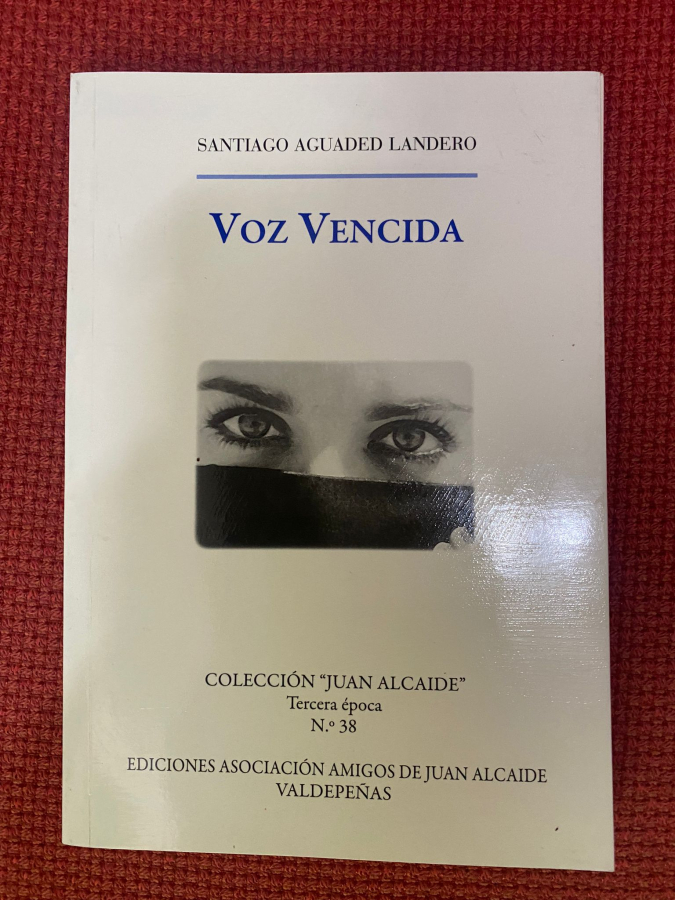 SANTIAGO AGUADED LANDERO
VOZ VENCIDA
COLECCIÓN “JUAN ALCAIDE”
Tercera época
N.º 38
EDICIONES ASOCIACIÓN AMIGOS DE JUAN ALCAIDE
VALDEPEÑAS